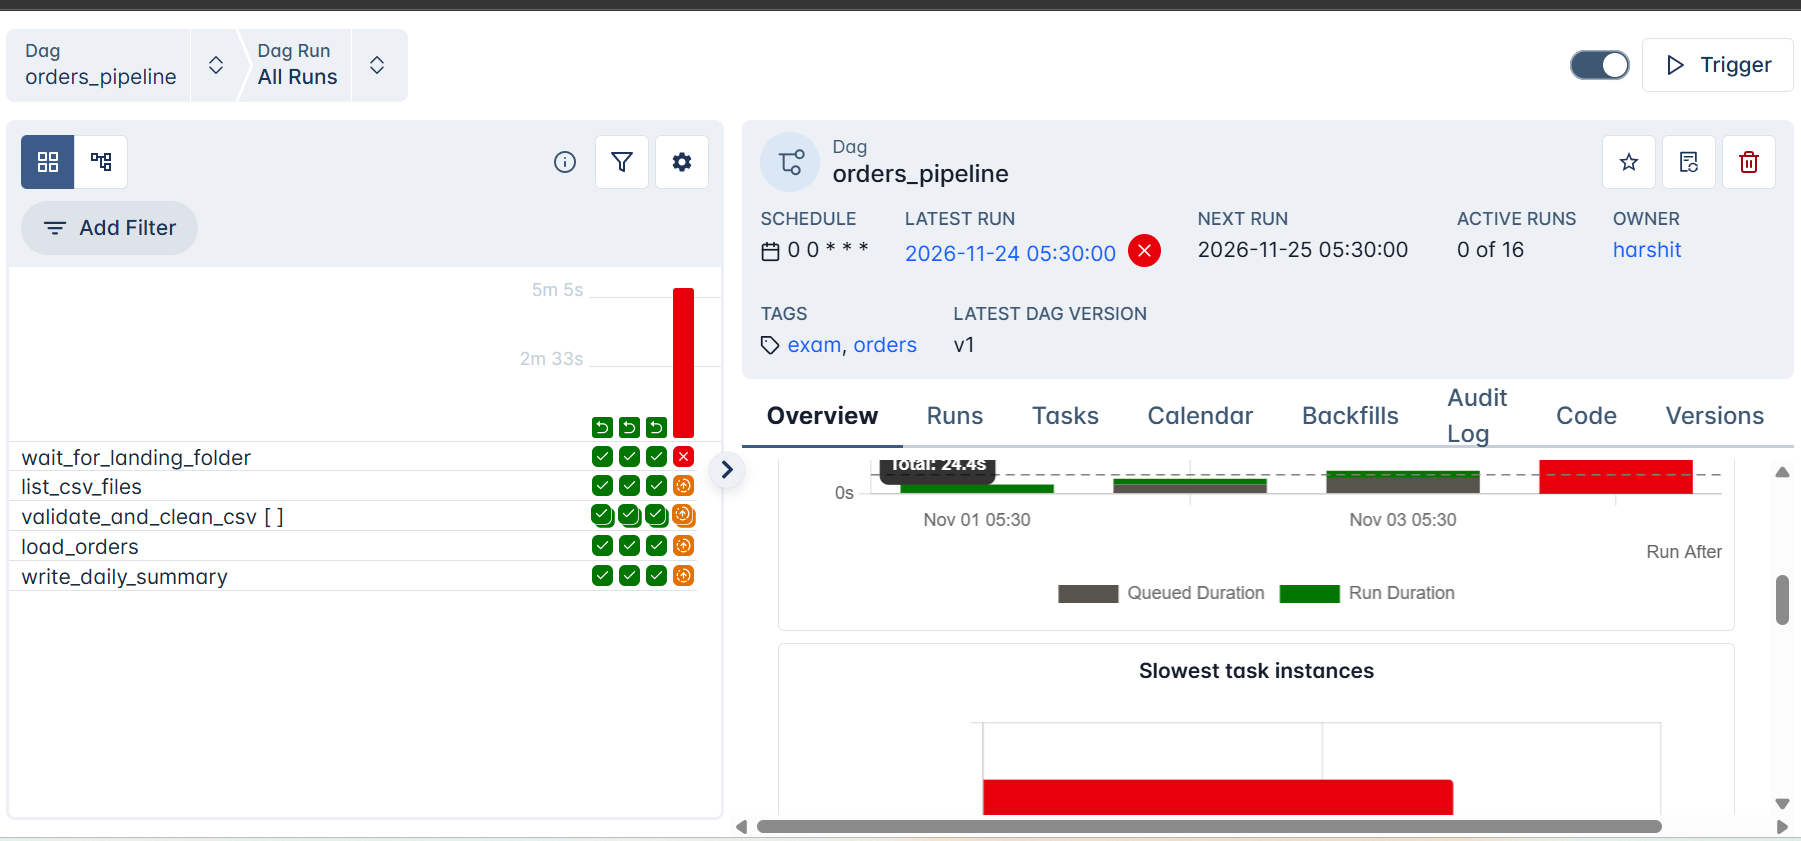 Dag
orders_pipeline
Dag Run
All Runs
Trigger
Add Filter
5m 5s
2m 33s
wait_for_landing_folder
list_csv_files
validate_and_clean_csv [ ]
load_orders
write_daily_summary
Dag
orders_pipeline
SCHEDULE
0 0 * * *
LATEST RUN
2026-11-24 05:30:00
NEXT RUN
2026-11-25 05:30:00
ACTIVE RUNS
0 of 16
OWNER
harshit
TAGS
exam, orders
LATEST DAG VERSION
v1
Overview
Runs
Tasks
Calendar
Backfills
Audit Log
Code
Versions
Total: 24.4s
0s
Nov 01 05:30
Nov 03 05:30
Run After
Queued Duration
Run Duration
Slowest task instances